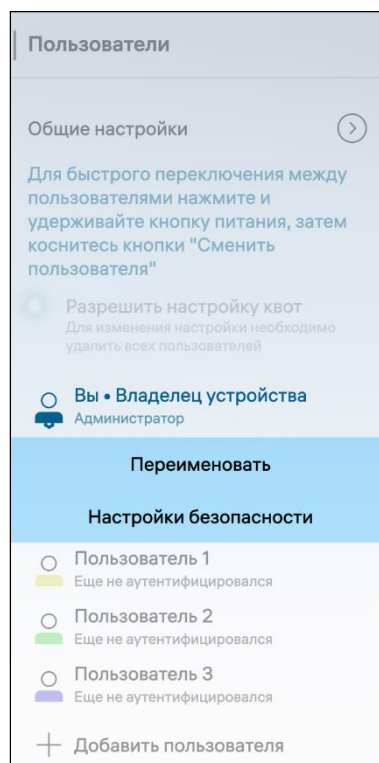 Пользователи
Общие настройки
Для быстрого переключения между
пользователями нажмите и
удерживайте кнопку питания, затем
коснитесь кнопки "Сменить
пользователя"
Разрешить настройку квот
Для изменения настройки необходимо
удалить всех пользователей
Вы • Владелец устройства
Администратор
Переименовать
Настройки безопасности
Пользователь 1
Еще не аутентифицировался
Пользователь 2
Еще не аутентифицировался
Пользователь 3
Еще не аутентифицировался
Добавить пользователя